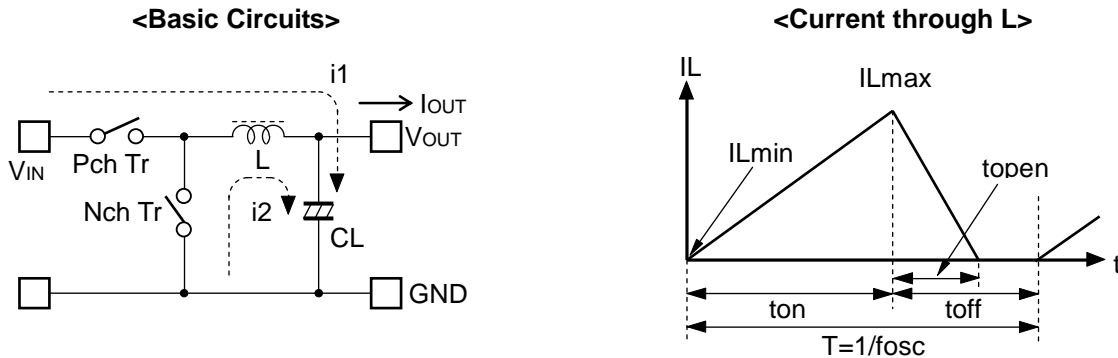 <Basic Circuits>
i1
IOUT
VIN
Pch Tr
L
VOUT
Nch Tr
i2
CL
GND
<Current through L>
IL
ILmax
ILmin
topen
t
ton
toff
T=1/fosc